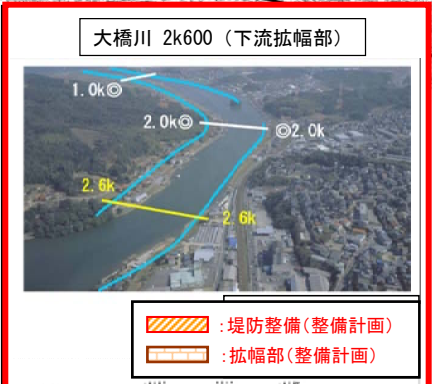 大橋川 2k600（下流拡幅部）
1.0k◎
2.0k◎
◎2.0k
2.6k
2.6k
：堤防整備(整備計画)
：拡幅部(整備計画)